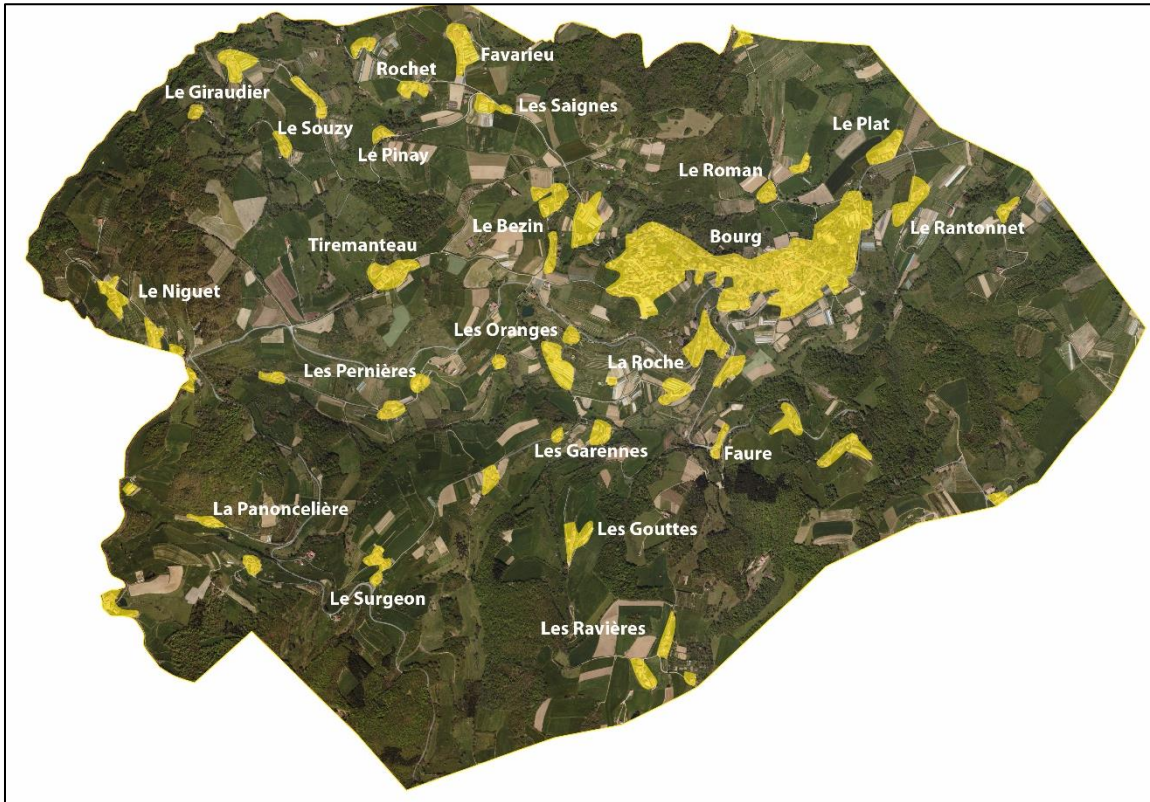 Favarieu
Rochet
Le Giraudier
Les Saignes
Le Souzy
Le Plat
Le Pinay
Le Roman
Le Bezin
Bourg
Le Rantonnet
Tiremanteau
Le Niguet
Les Oranges
La Roche
Les Pernières
Les Garennes
Faure
La Panoncelière
Les Gouttes
Le Surgeon
Les Ravières